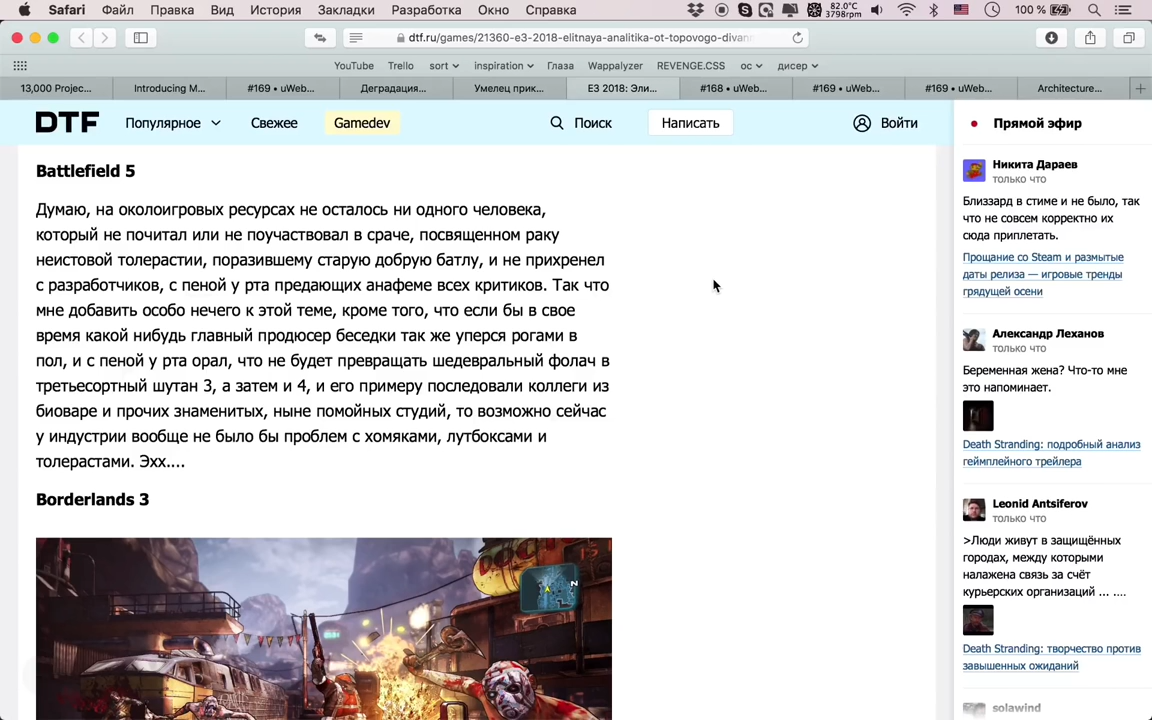 Safari Файл Правка Вид История Закладки Разработка Окно Справка 82.0°C 3798rpm 100 %
dtf.ru/games/21360-e3-2018-elitnaya-analitika-ot-topovogo-divann
YouTube Trello sort inspiration Глаза Wappalyzer REVENGE.CSS ос дисер
13,000 Projec... Introducing M... #169 • uWeb... Деградация... Умелец прик... E3 2018: Эли... #168 • uWeb... #169 • uWeb... #169 • uWeb... Architecture...
DTF Популярное Свежее Gamedev Поиск Написать Войти
Battlefield 5
Думаю, на околоигровых ресурсах не осталось ни одного человека,
который не почитал или не поучаствовал в сраче, посвященном раку
неистовой толерастии, поразившему старую добрую батлу, и не прихренел
с разработчиков, с пеной у рта предающих анафеме всех критиков. Так что
мне добавить особо нечего к этой теме, кроме того, что если бы в свое
время какой нибудь главный продюсер беседки так же уперся рогами в
пол, и с пеной у рта орал, что не будет превращать шедевральный фолач в
третьесортный шутан 3, а затем и 4, и его примеру последовали коллеги из
биоваре и прочих знаменитых, ныне помойных студий, то возможно сейчас
у индустрии вообще не было бы проблем с хомяками, лутбоксами и
толерастами. Эхх....
Borderlands 3
Прямой эфир
Никита Дараев
только что
Близзард в стиме и не было, так
что не совсем корректно их
сюда приплетать.
Прощание со Steam и размытые
даты релиза — игровые тренды
грядущей осени
Александр Леханов
только что
Беременная жена? Что-то мне
это напоминает.
Death Stranding: подробный анализ
геймплейного трейлера
Leonid Antsiferov
только что
>Люди живут в защищённых
городах, между которыми
налажена связь за счёт
курьерских организаций ... ....
Death Stranding: творчество против
завышенных ожиданий
solawind